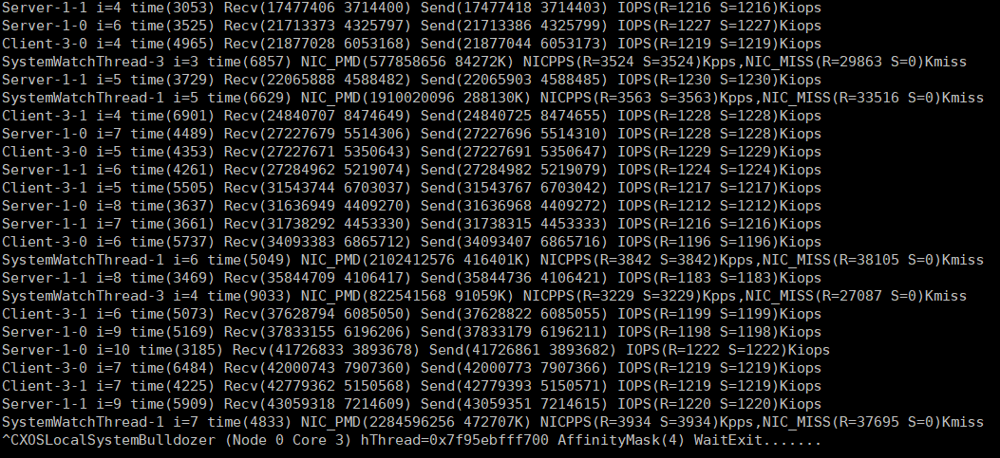 Server-1-1 i=4 time(3053) Recv(17477406 3714400) Send(17477418 3714403) IOPS(R=1216 S=1216)Kiops
Server-1-0 i=6 time(3525) Recv(21713373 4325797) Send(21713386 4325799) IOPS(R=1227 S=1227)Kiops
Client-3-0 i=4 time(4965) Recv(21877028 6053168) Send(21877044 6053173) IOPS(R=1219 S=1219)Kiops
SystemWatchThread-3 i=3 time(6857) NIC_PMD(577858656 84272K) NICPPS(R=3524 S=3524)Kpps,NIC_MISS(R=29863 S=0)Kmiss
Server-1-1 i=5 time(3729) Recv(22065888 4588482) Send(22065903 4588485) IOPS(R=1230 S=1230)Kiops
SystemWatchThread-1 i=5 time(6629) NIC_PMD(1910020096 288130K) NICPPS(R=3563 S=3563)Kpps,NIC_MISS(R=33516 S=0)Kmiss
Client-3-1 i=4 time(6901) Recv(24840707 8474649) Send(24840725 8474655) IOPS(R=1228 S=1228)Kiops
Server-1-0 i=7 time(4489) Recv(27227679 5514306) Send(27227696 5514310) IOPS(R=1228 S=1228)Kiops
Client-3-0 i=5 time(4353) Recv(27227671 5350643) Send(27227691 5350647) IOPS(R=1229 S=1229)Kiops
Server-1-1 i=6 time(4261) Recv(27284962 5219074) Send(27284982 5219079) IOPS(R=1224 S=1224)Kiops
Client-3-1 i=5 time(5505) Recv(31543744 6703037) Send(31543767 6703042) IOPS(R=1217 S=1217)Kiops
Server-1-0 i=8 time(3637) Recv(31636949 4409270) Send(31636968 4409272) IOPS(R=1212 S=1212)Kiops
Server-1-1 i=7 time(3661) Recv(31738292 4453330) Send(31738315 4453333) IOPS(R=1216 S=1216)Kiops
Client-3-0 i=6 time(5737) Recv(34093383 6865712) Send(34093407 6865716) IOPS(R=1196 S=1196)Kiops
SystemWatchThread-1 i=6 time(5049) NIC_PMD(2102412576 416401K) NICPPS(R=3842 S=3842)Kpps,NIC_MISS(R=38105 S=0)Kmiss
Server-1-1 i=8 time(3469) Recv(35844709 4106417) Send(35844736 4106421) IOPS(R=1183 S=1183)Kiops
SystemWatchThread-3 i=4 time(9033) NIC_PMD(822541568 91059K) NICPPS(R=3229 S=3229)Kpps,NIC_MISS(R=27087 S=0)Kmiss
Client-3-1 i=6 time(5073) Recv(37628794 6085050) Send(37628822 6085055) IOPS(R=1199 S=1199)Kiops
Server-1-0 i=9 time(5169) Recv(37833155 6196206) Send(37833179 6196211) IOPS(R=1198 S=1198)Kiops
Server-1-0 i=10 time(3185) Recv(41726833 3893678) Send(41726861 3893682) IOPS(R=1222 S=1222)Kiops
Client-3-0 i=7 time(6484) Recv(42000743 7907360) Send(42000773 7907366) IOPS(R=1219 S=1219)Kiops
Client-3-1 i=7 time(4225) Recv(42779362 5150568) Send(42779393 5150571) IOPS(R=1219 S=1219)Kiops
Server-1-1 i=9 time(5909) Recv(43059318 7214609) Send(43059351 7214615) IOPS(R=1220 S=1220)Kiops
SystemWatchThread-1 i=7 time(4833) NIC_PMD(2284596256 472707K) NICPPS(R=3934 S=3934)Kpps,NIC_MISS(R=37695 S=0)Kmiss
^CXOSLocalSystemBulldozer (Node 0 Core 3) hThread=0x7f95ebfff700 AffinityMask(4) WaitExit.......